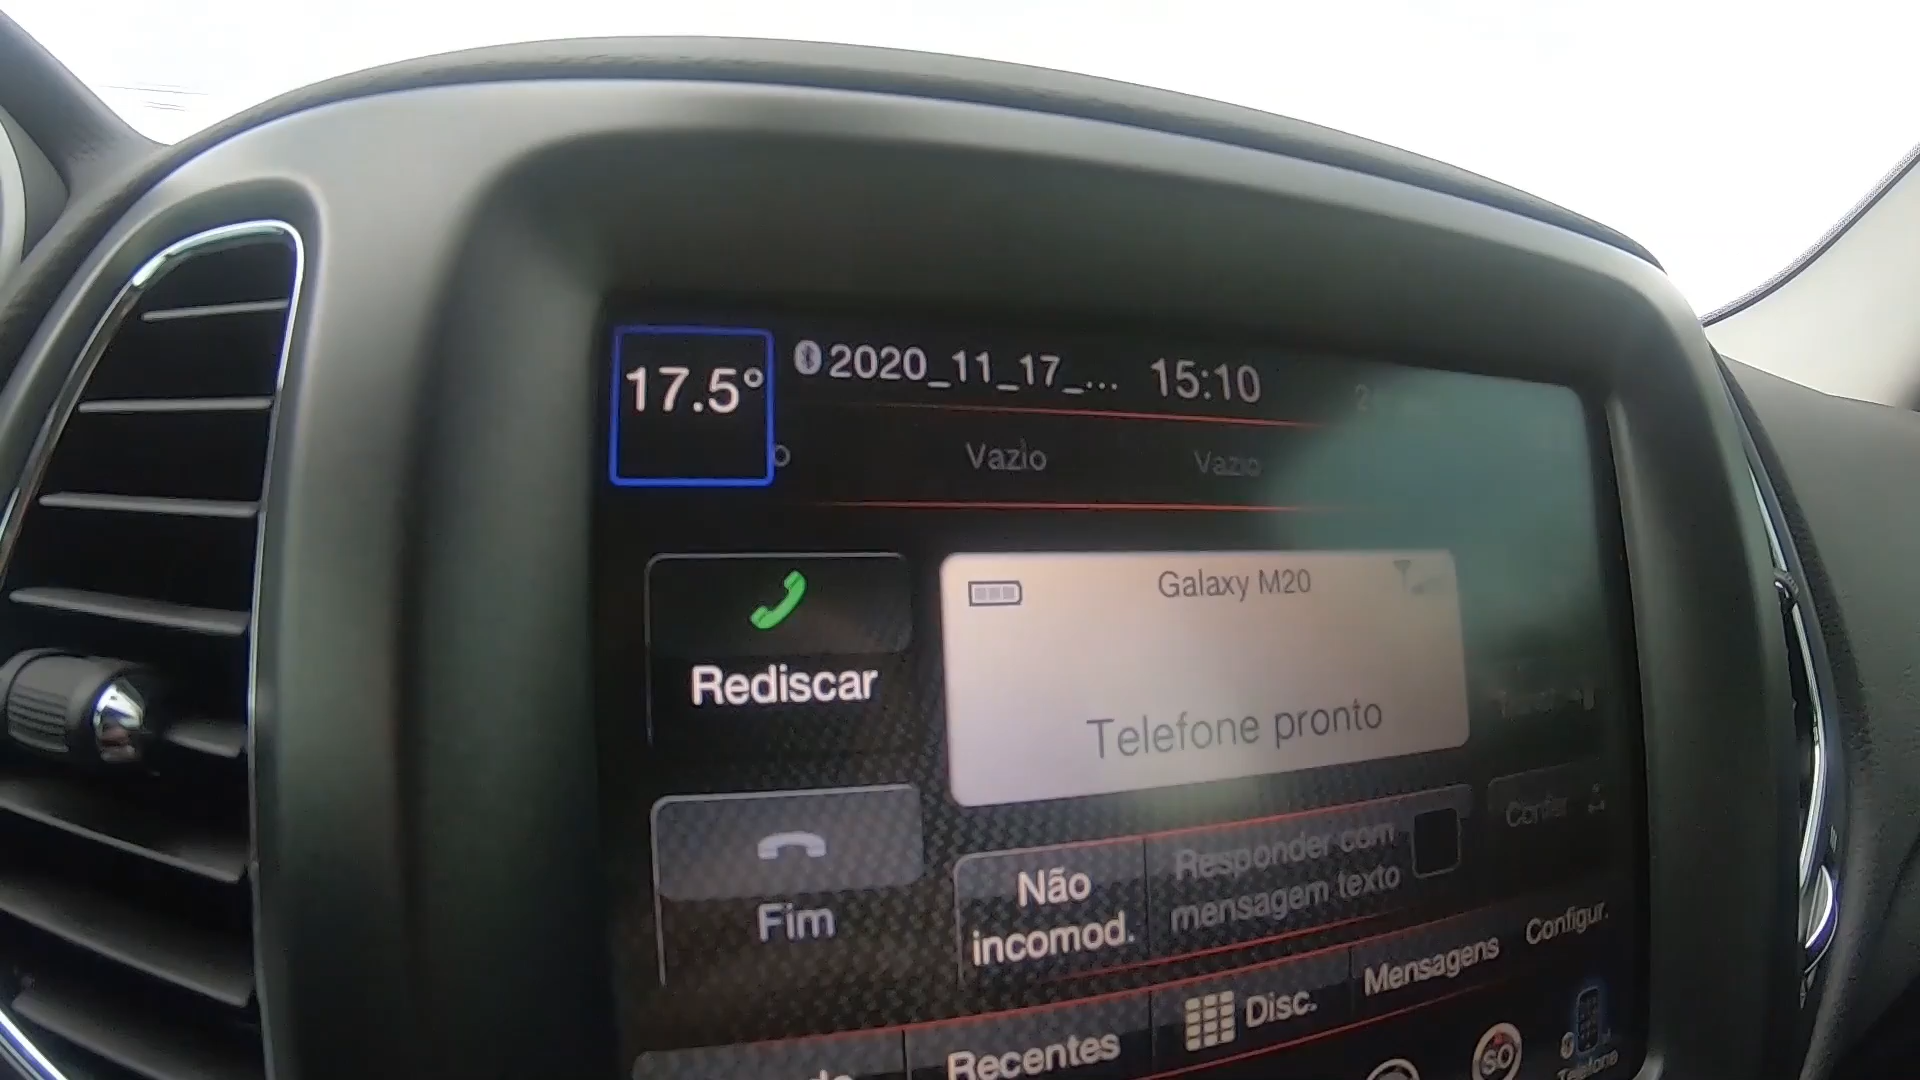 17.5° 2020_11_17_... 15:10
Vazio Vazio
Galaxy M20
Rediscar
Telefone pronto
Responder com
mensagem texto
Não
incomod.
Fim
Configur.
Mensagens
Disc.
Recentes
Telefone